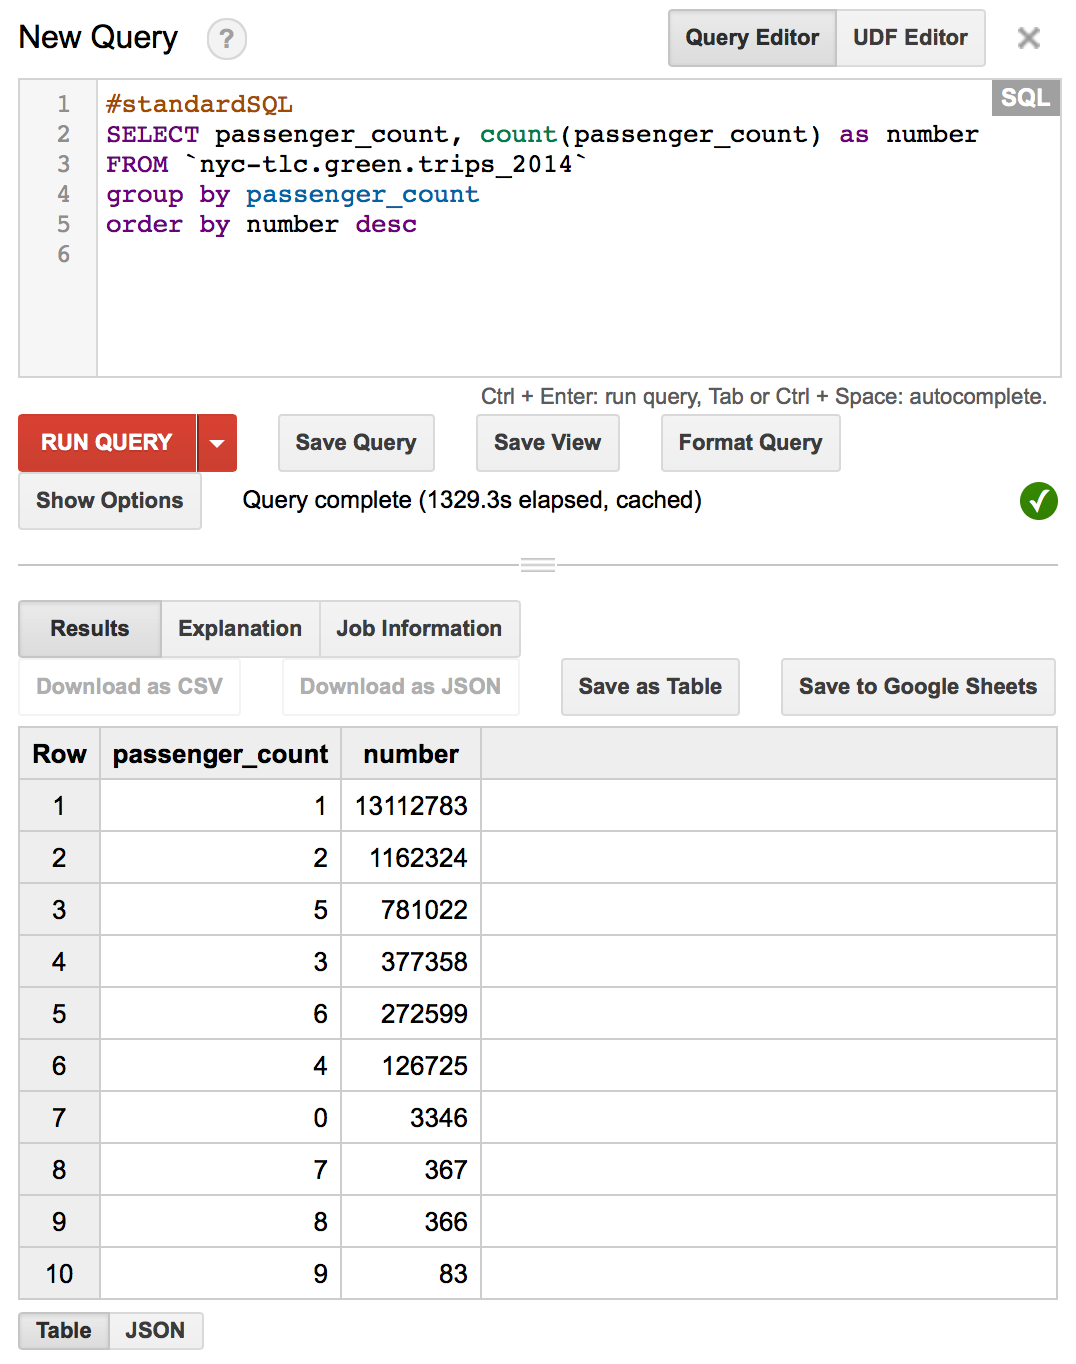 New Query ? Query Editor UDF Editor ×
SQL
1 #standardSQL
2 SELECT passenger_count, count(passenger_count) as number
3 FROM `nyc-tlc.green.trips_2014`
4 group by passenger_count
5 order by number desc
6
Ctrl + Enter: run query, Tab or Ctrl + Space: autocomplete.
RUN QUERY Save Query Save View Format Query
Show Options Query complete (1329.3s elapsed, cached)
Results Explanation Job Information
Download as CSV Download as JSON Save as Table Save to Google Sheets
Row passenger_count number
1 1 13112783
2 2 1162324
3 5 781022
4 3 377358
5 6 272599
6 4 126725
7 0 3346
8 7 367
9 8 366
10 9 83
Table JSON